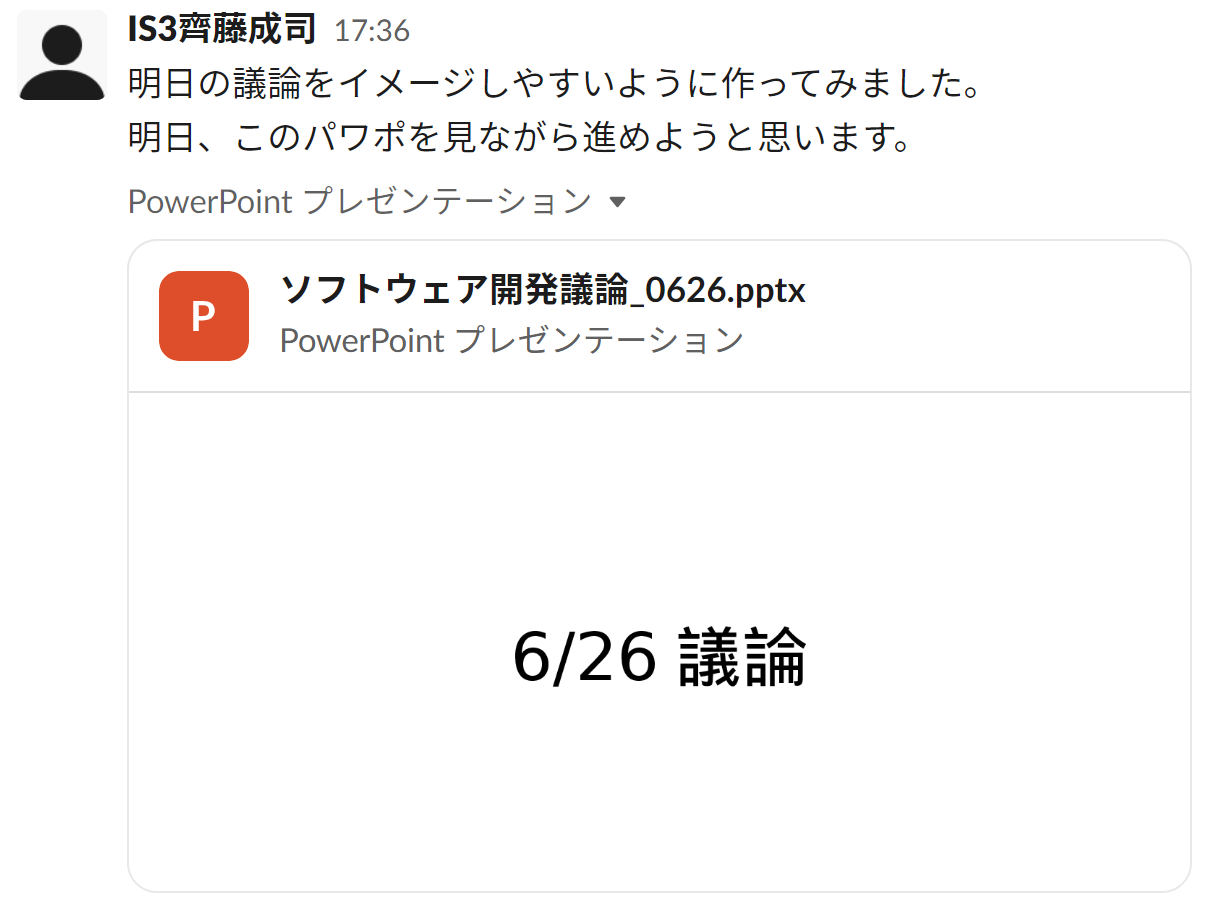 IS3齊藤成司 17:36
明日の議論をイメージしやすいように作ってみました。
明日、このパワポを見ながら進めようと思います。
PowerPoint プレゼンテーション
P
ソフトウェア開発議論_0626.pptx
PowerPoint プレゼンテーション
6/26 議論